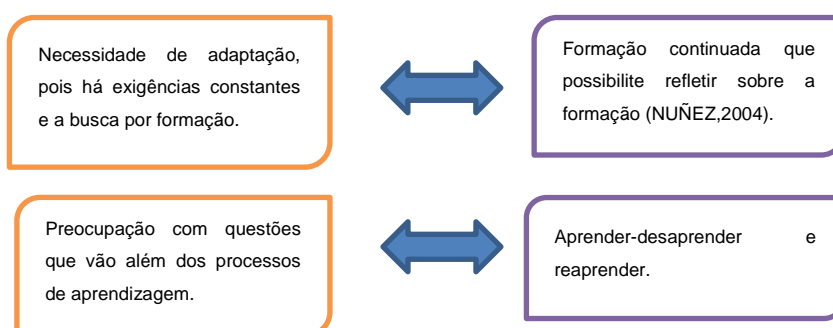 Necessidade de adaptação,
pois há exigências constantes
e a busca por formação.
Formação continuada que
possibilite refletir sobre a
formação (NUÑEZ,2004).
Preocupação com questões
que vão além dos processos
de aprendizagem.
Aprender-desaprender e
reaprender.